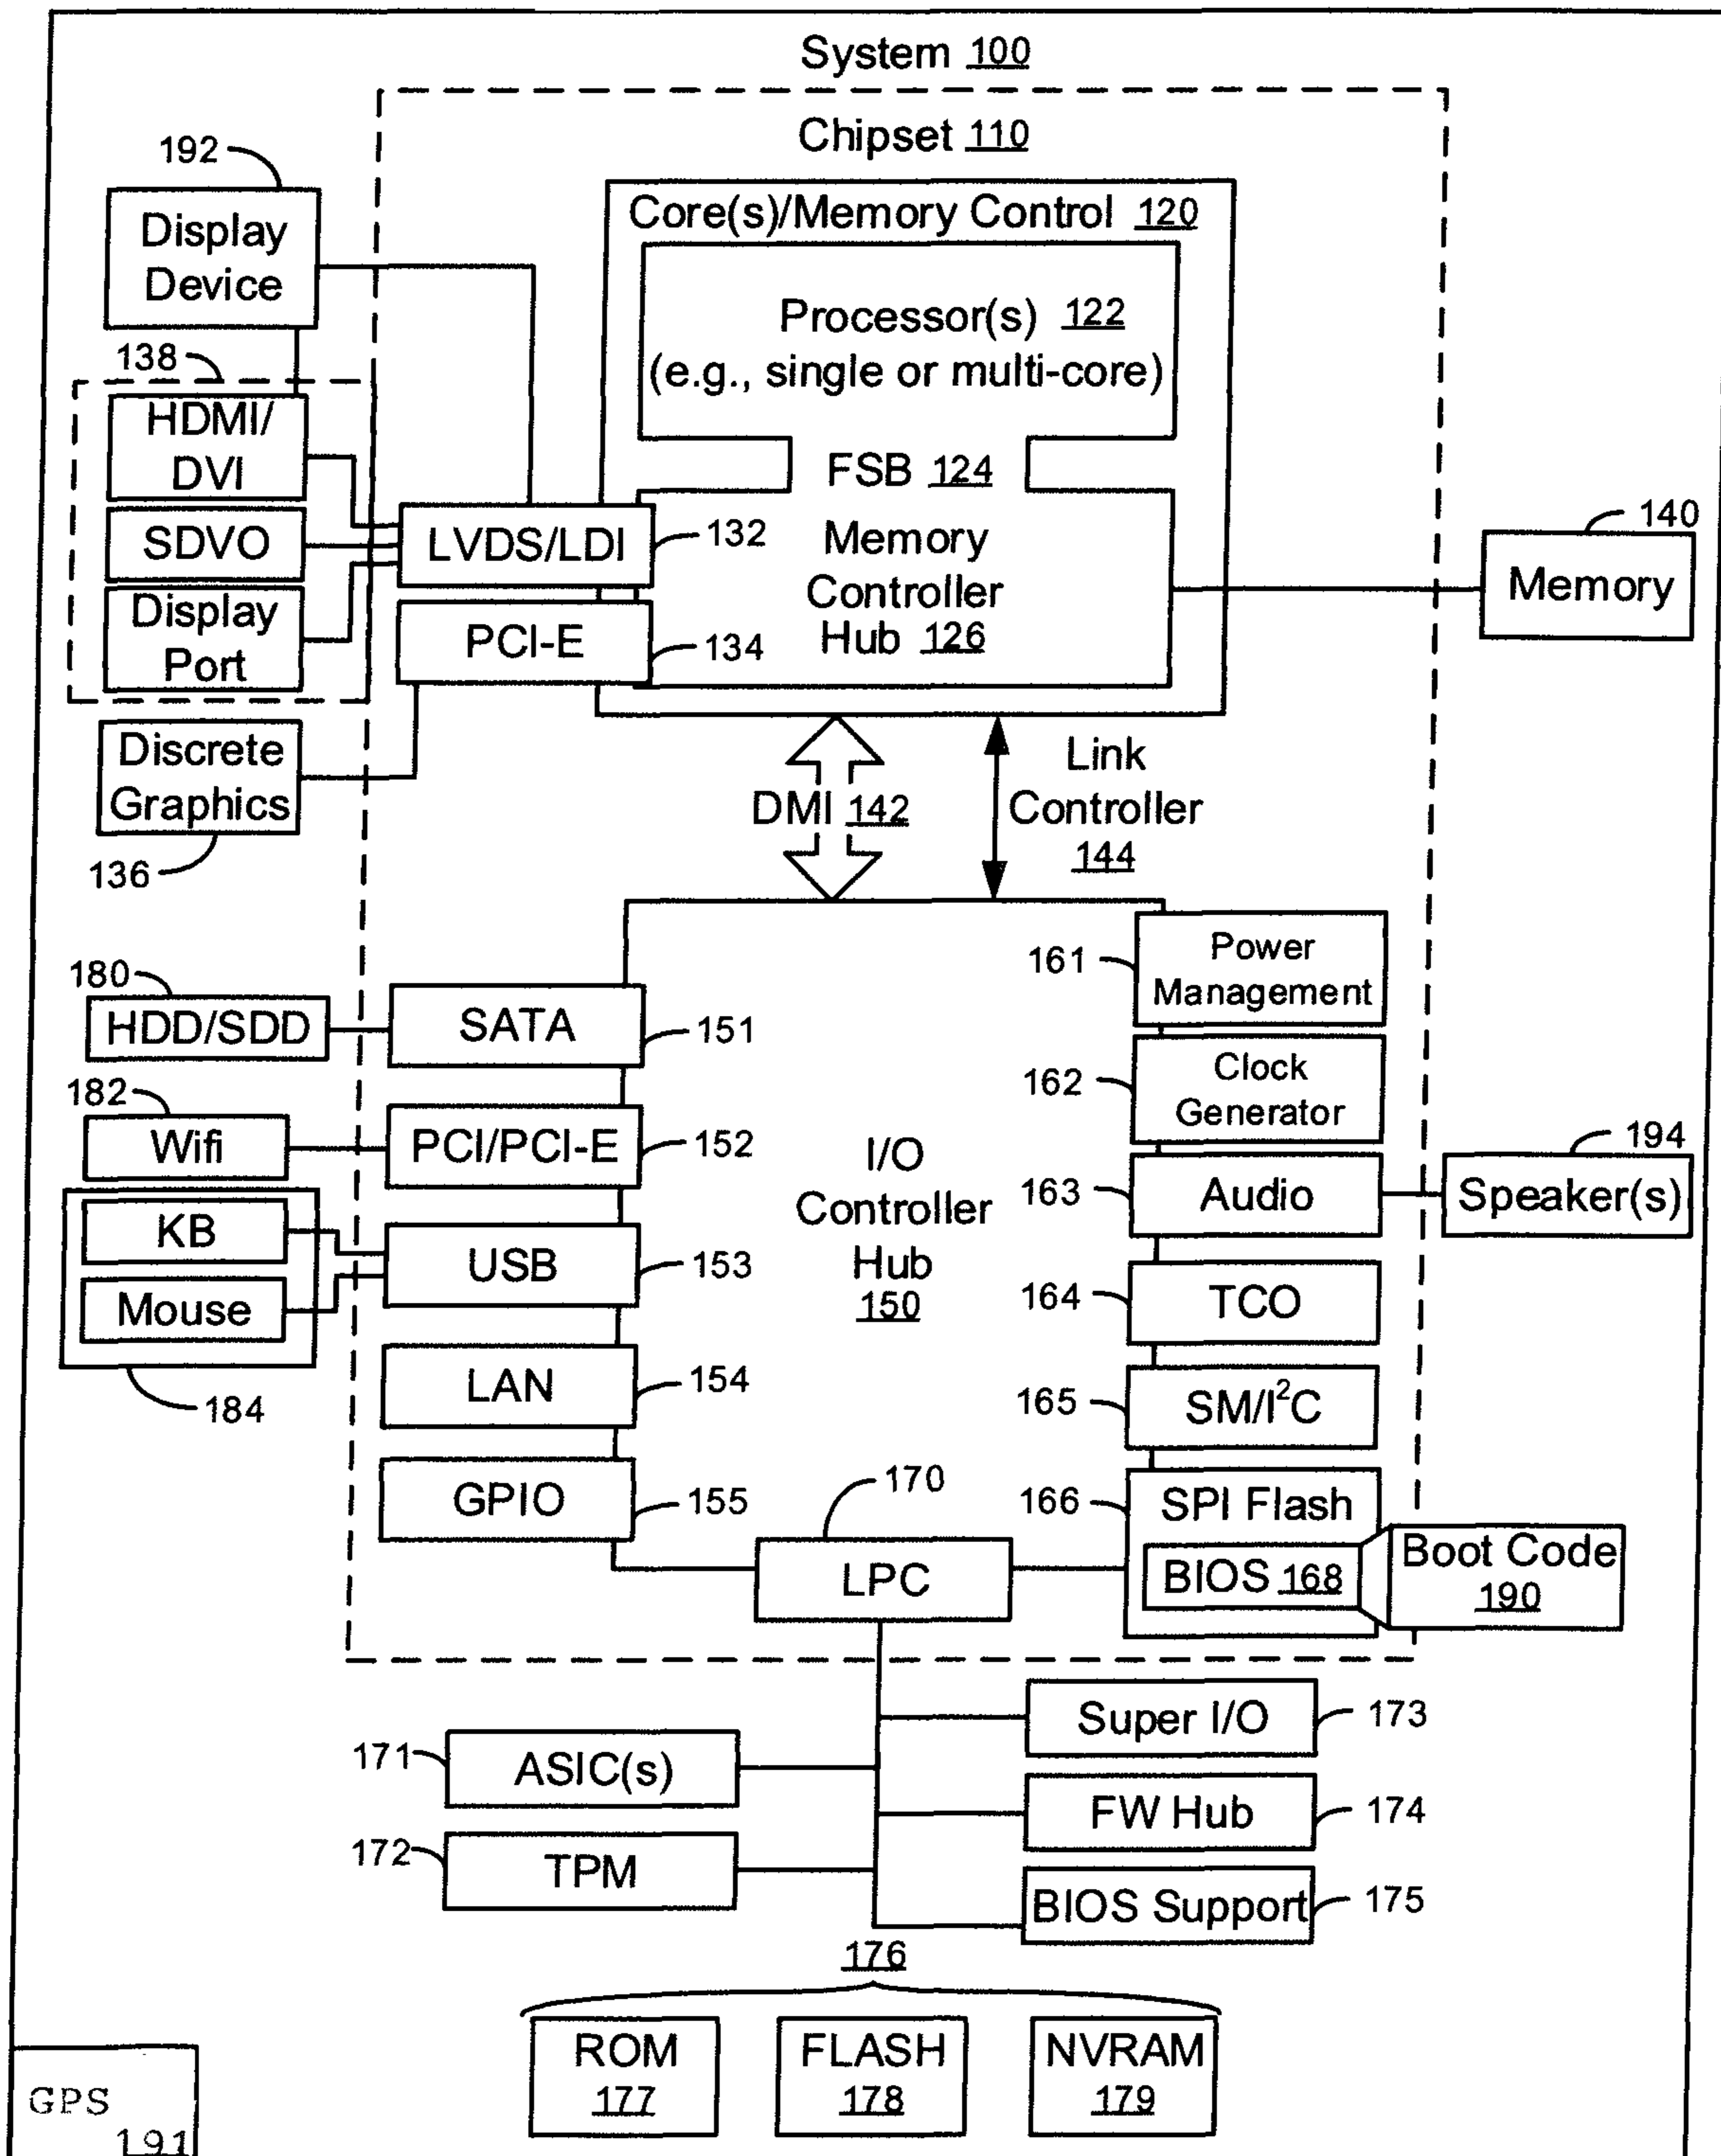 System 100
Chipset 110
192
Display
Device
Core(s)/Memory Control 120
Processor(s) 122
(e.g., single or multi-core)
138
HDMI/
DVI
SDVO
Display
Port
FSB 124
LVDS/LDI
132
PCI-E
134
Memory
Controller
Hub 126
140
Memory
Discrete
Graphics
136
DMI 142
Link
Controller
144
180
HDD/SDD
SATA
151
182
Wifi
PCI/PCI-E
152
KB
Mouse
184
USB
153
LAN
154
GPIO
155
I/O
Controller
Hub
150
161
Power
Management
162
Clock
Generator
163
Audio
194
Speaker(s)
164
TCO
165
SM/I²C
166
SPI Flash
BIOS 168
Boot Code
190
170
LPC
171
ASIC(s)
172
TPM
Super I/O
173
FW Hub
174
BIOS Support
175
176
ROM
177
FLASH
178
NVRAM
179
GPS
191